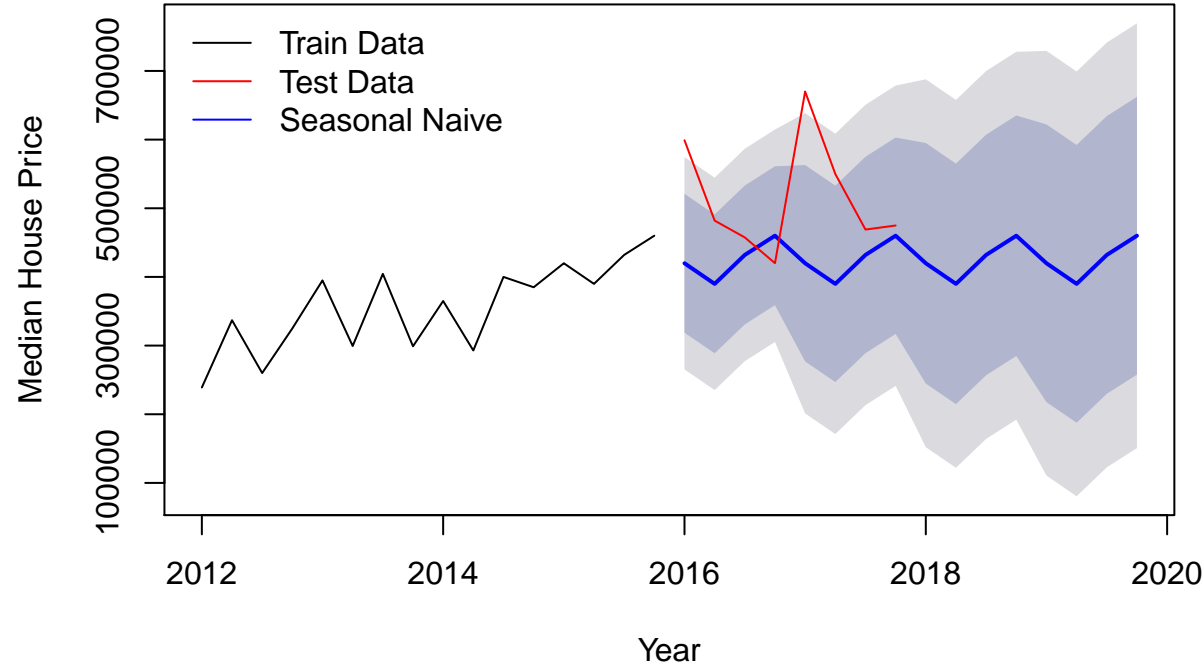 Train Data
Test Data
Seasonal Naive
Median House Price
700000
500000
300000
100000
2012 2014 2016 2018 2020
Year